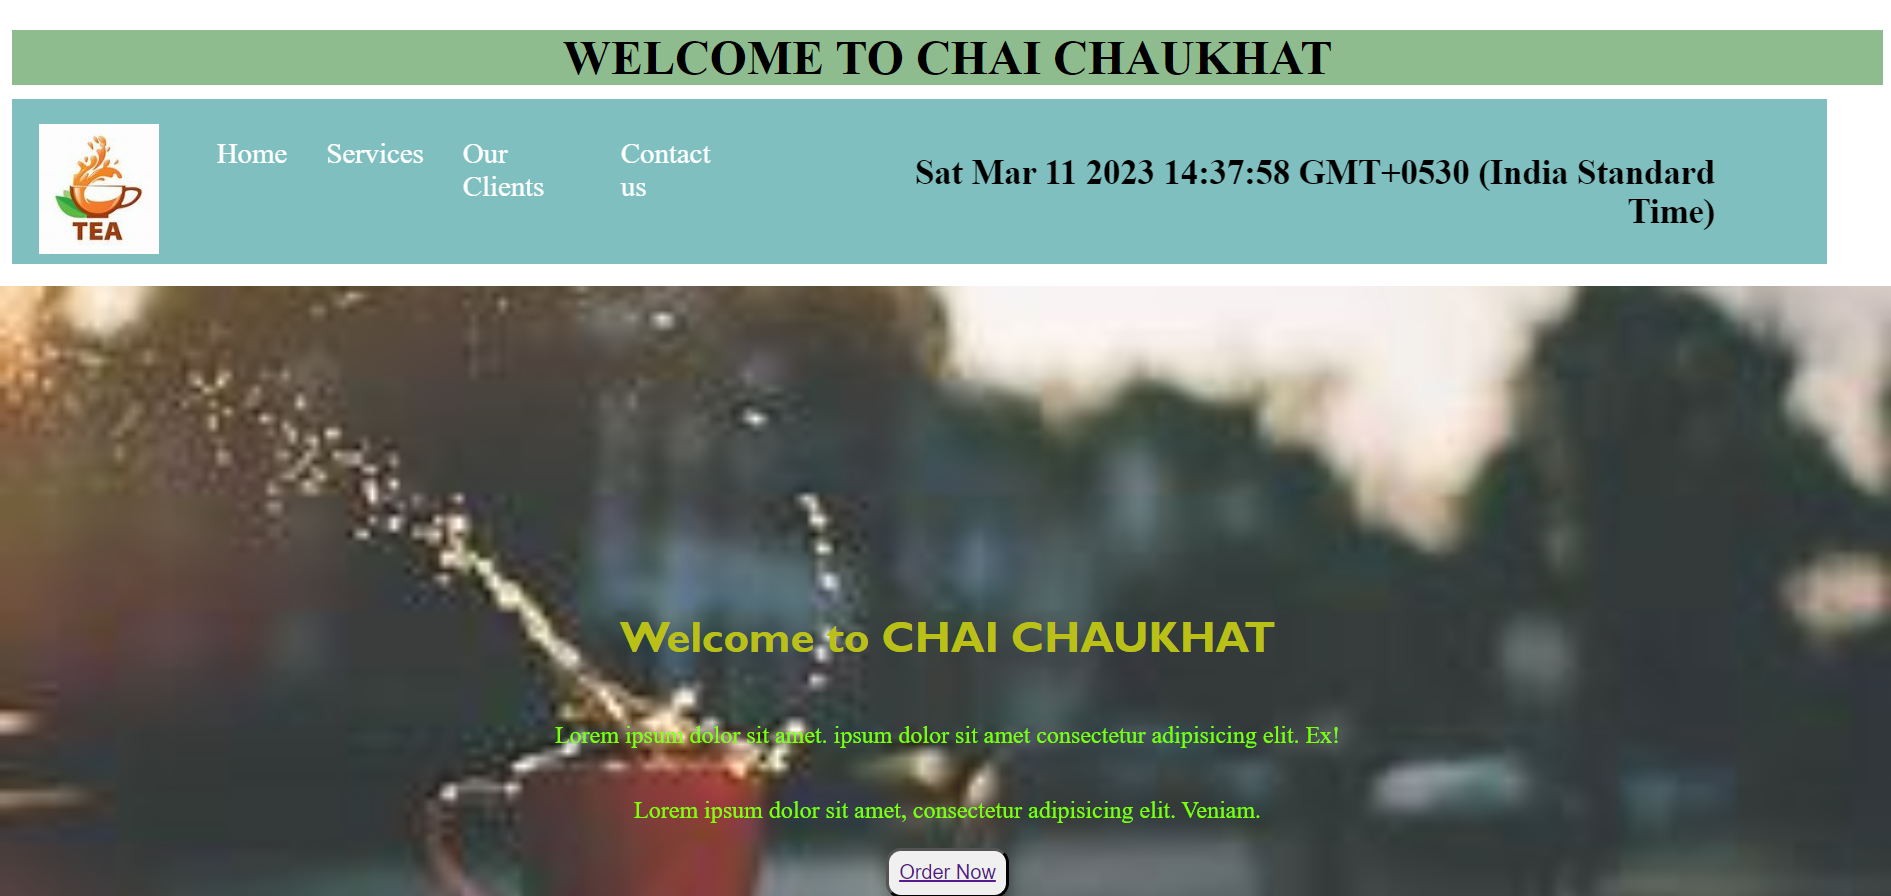 WELCOME TO CHAI CHAUKHAT
TEA
Home Services Our Clients Contact us
Sat Mar 11 2023 14:37:58 GMT+0530 (India Standard
Time)
Welcome to CHAI CHAUKHAT
Lorem ipsum dolor sit amet. ipsum dolor sit amet consectetur adipisicing elit. Ex!
Lorem ipsum dolor sit amet, consectetur adipisicing elit. Veniam.
Order Now